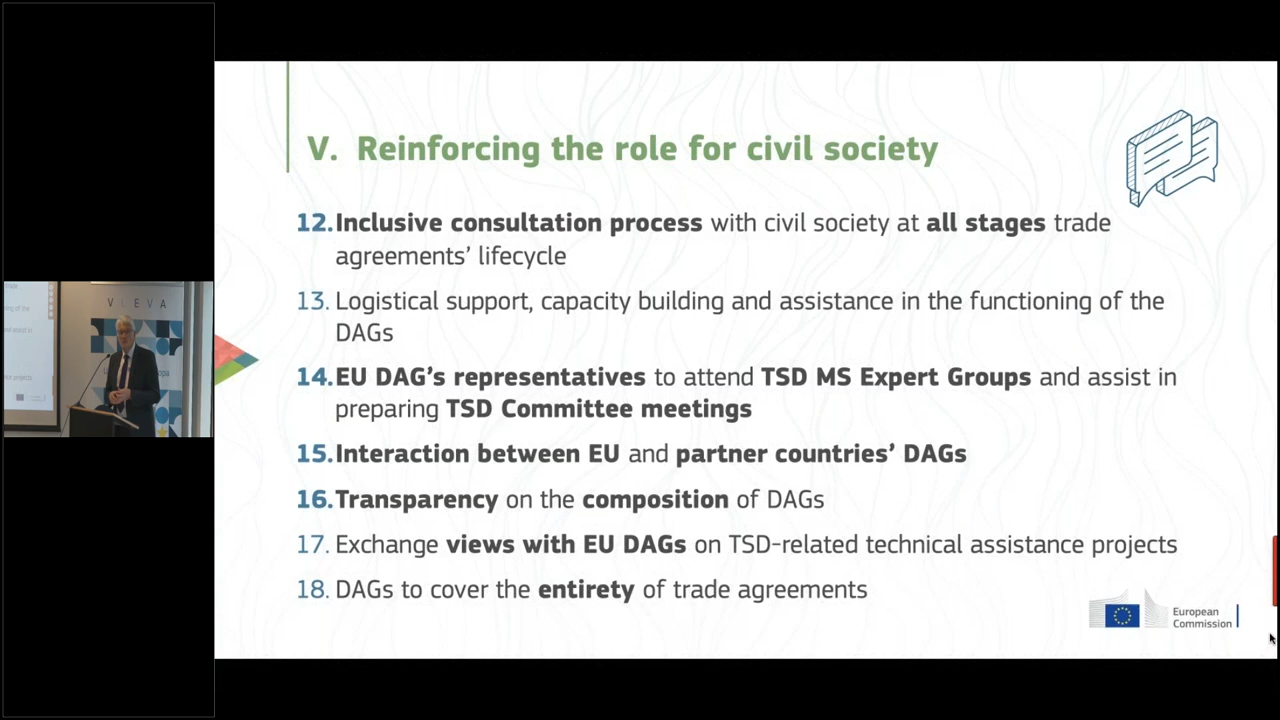 V. Reinforcing the role for civil society
12. Inclusive consultation process with civil society at all stages trade
agreements’ lifecycle
13. Logistical support, capacity building and assistance in the functioning of the
DAGs
14. EU DAG’s representatives to attend TSD MS Expert Groups and assist in
preparing TSD Committee meetings
15. Interaction between EU and partner countries’ DAGs
16. Transparency on the composition of DAGs
17. Exchange views with EU DAGs on TSD-related technical assistance projects
18. DAGs to cover the entirety of trade agreements
European
Commission
VLEVA